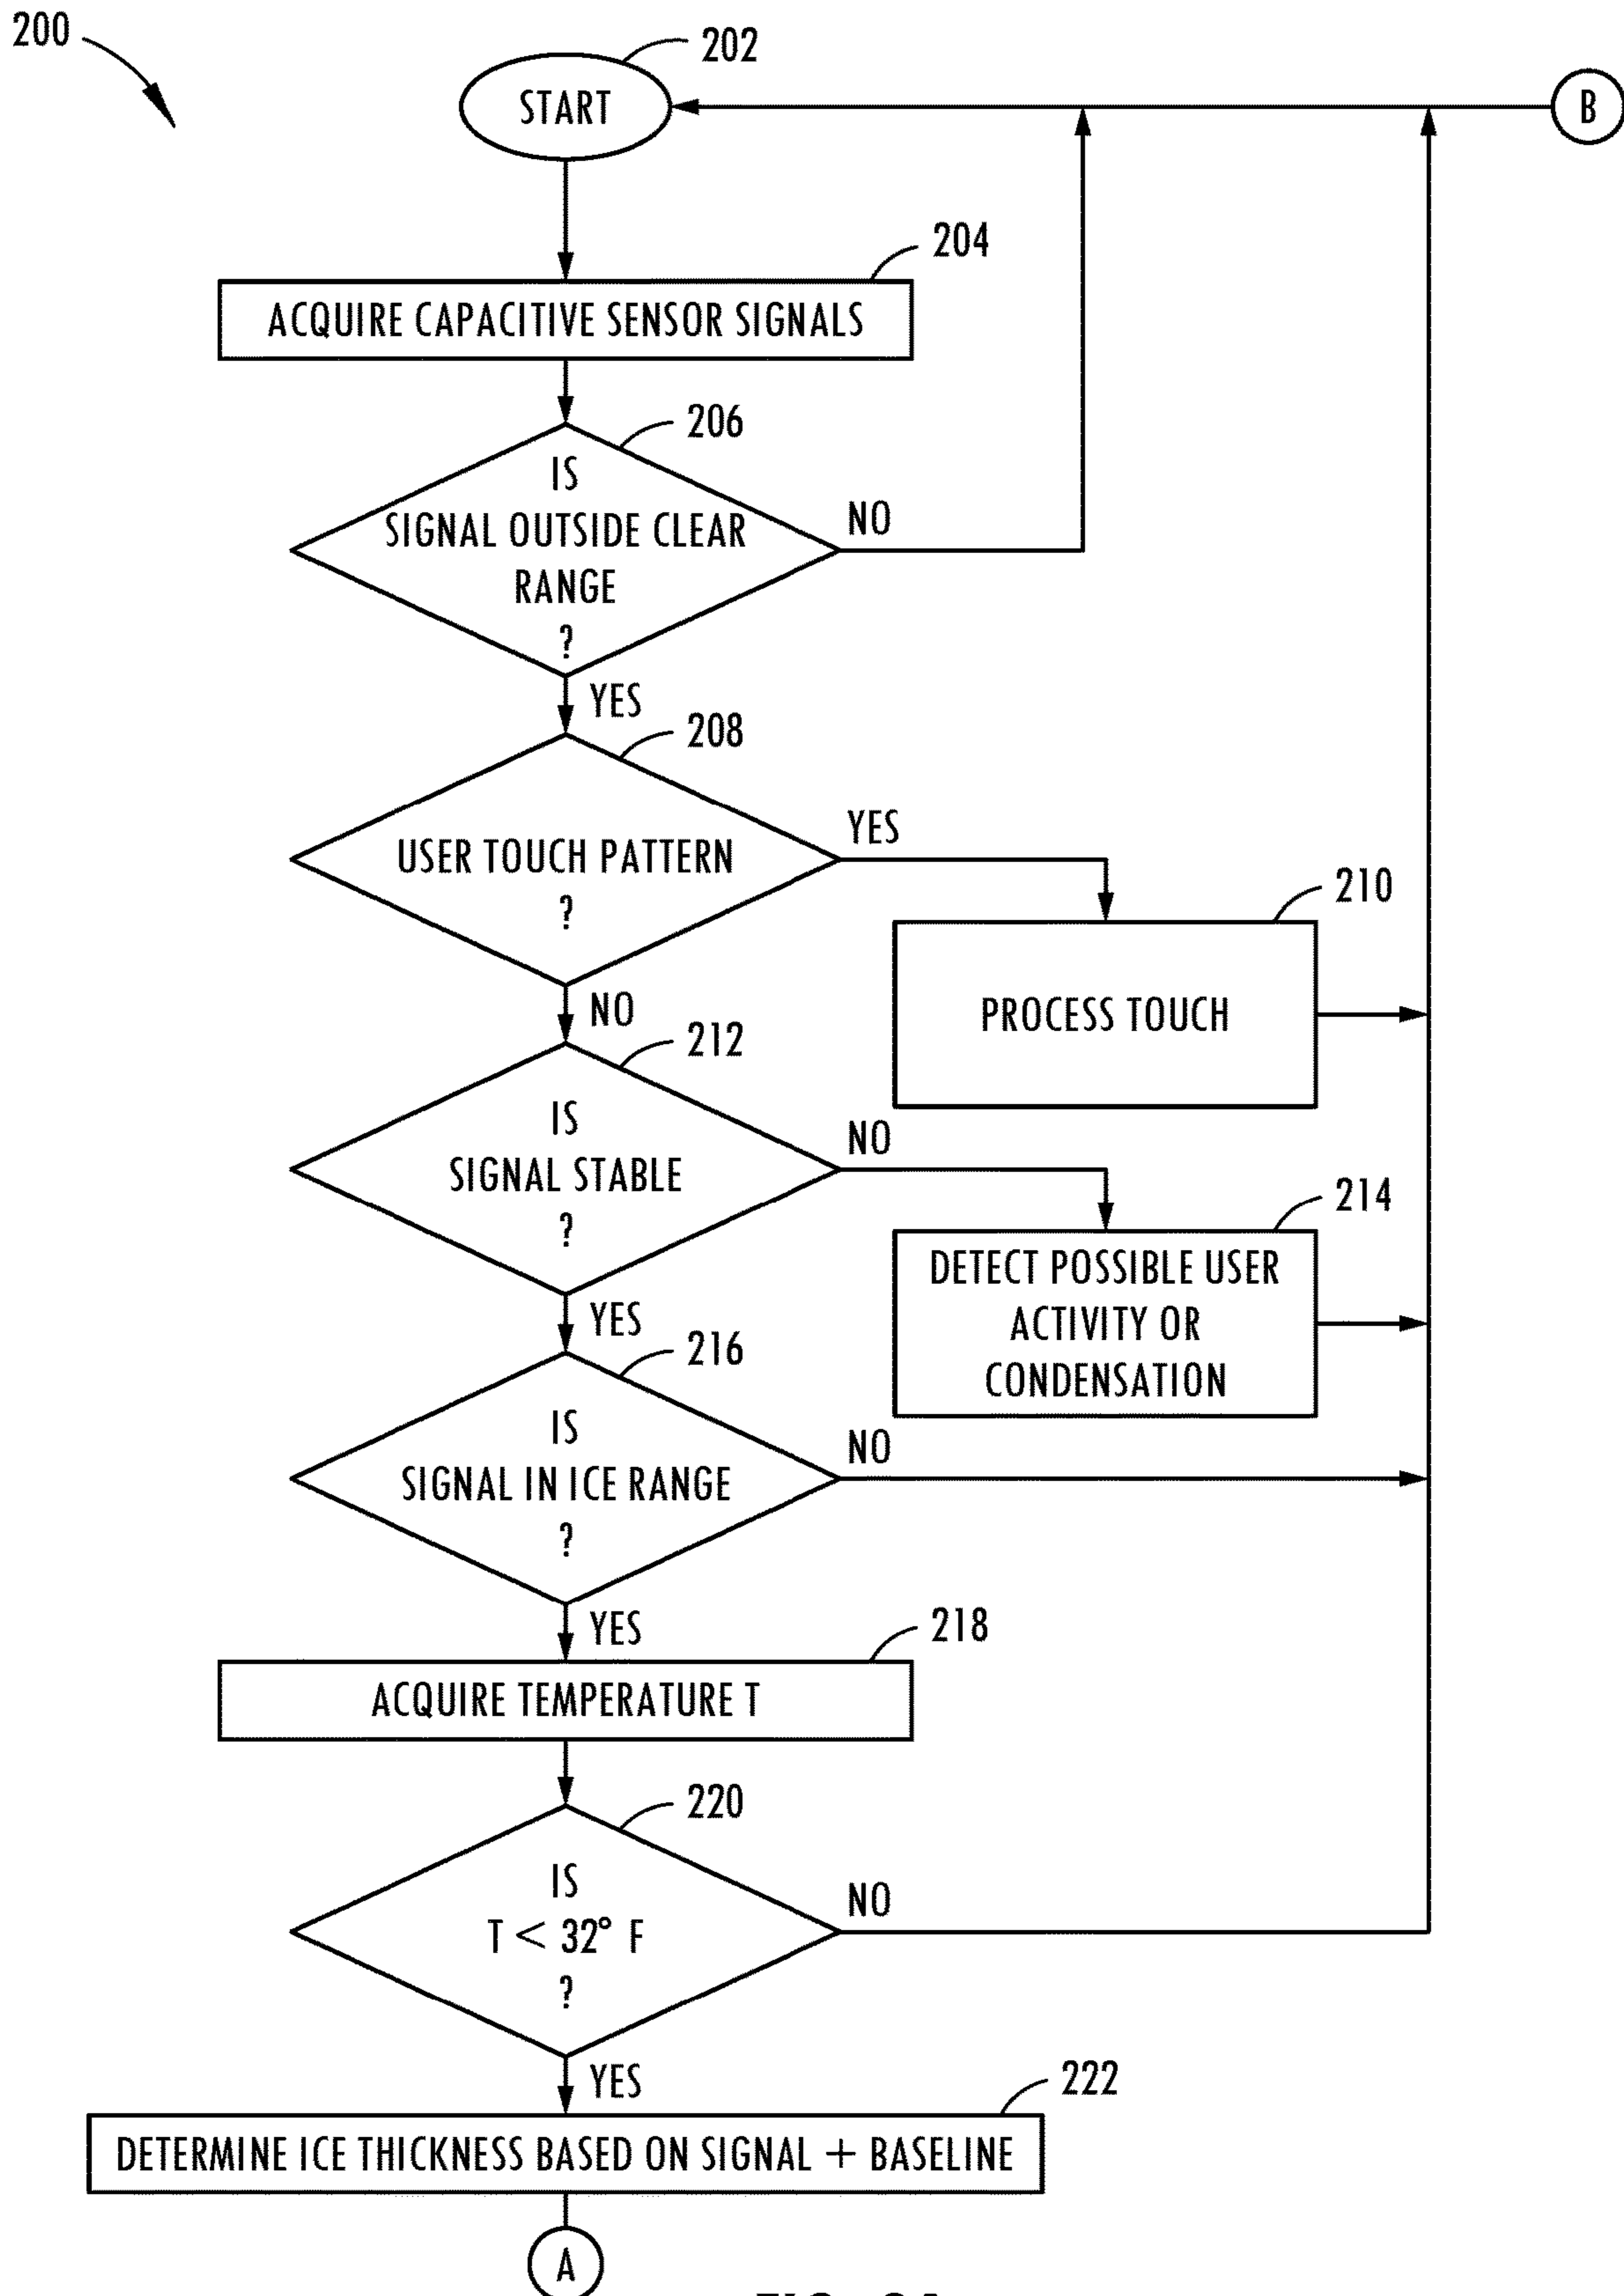 200
202
START
B
204
ACQUIRE CAPACITIVE SENSOR SIGNALS
206
IS
SIGNAL OUTSIDE CLEAR
RANGE
?
NO
YES
208
USER TOUCH PATTERN
?
YES
210
PROCESS TOUCH
NO
212
IS
SIGNAL STABLE
?
NO
214
DETECT POSSIBLE USER
ACTIVITY OR
CONDENSATION
YES
216
IS
SIGNAL IN ICE RANGE
?
NO
YES
218
ACQUIRE TEMPERATURE T
220
IS
T < 32° F
?
NO
YES
222
DETERMINE ICE THICKNESS BASED ON SIGNAL + BASELINE
A